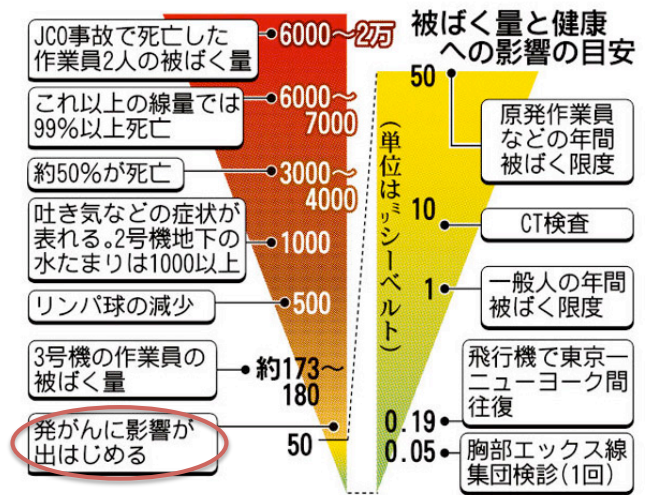 被ばく量と健康
への影響の目安
JCO事故で死亡した
作業員2人の被ばく量
6000〜2万
これ以上の線量では
99%以上死亡
6000〜
7000
約50%が死亡
3000〜
4000
吐き気などの症状が
表れる。2号機地下の
水たまりは1000以上
1000
リンパ球の減少
500
3号機の作業員の
被ばく量
約173〜
180
発がんに影響が
出はじめる
50
(単位はミリシーベルト)
50
原発作業員
などの年間
被ばく限度
10
CT検査
1
一般人の年間
被ばく限度
飛行機で東京ー
ニューヨーク間
往復
0.19
0.05
胸部エックス線
集団検診(1回)